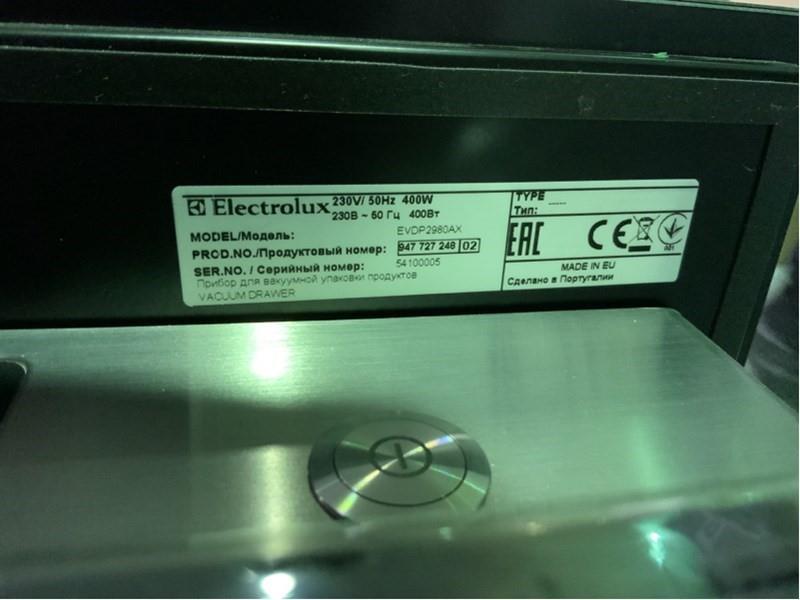 Electrolux 230V/ 50Hz 400W
230В ~ 50 Гц 400Вт
MODEL/Модель: EVDP2980AX
PROD.NO./Продуктовый номер: 947 727 248 02
SER.NO. / Серийный номер: 54100005
Прибор для вакуумной упаковки продуктов
VACUUM DRAWER
TYPE ____
Тип:
EAC CE 001
MADE IN EU
Сделано в Португалии